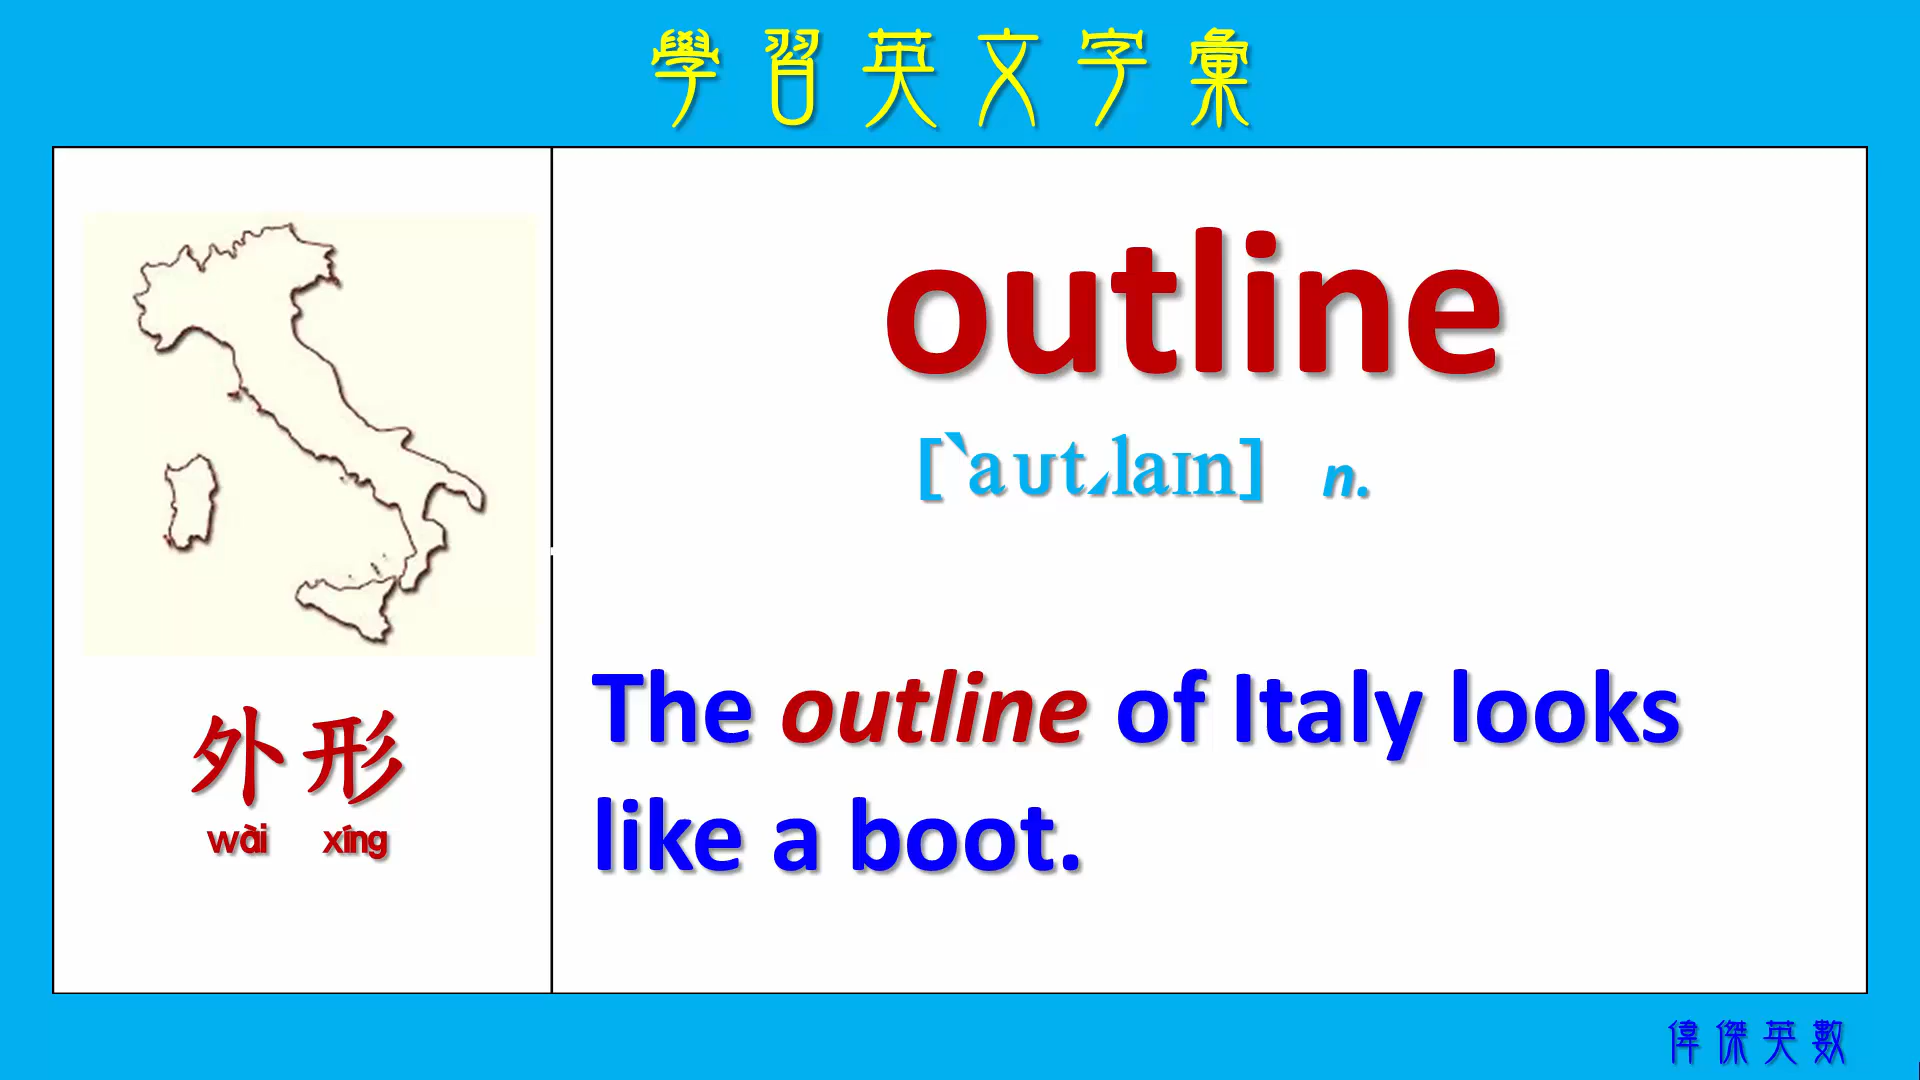 學習英文字彙
outline
[ˋaʊtˏlaɪn] n.
外形
wài xíng
The outline of Italy looks
like a boot.
偉傑英數